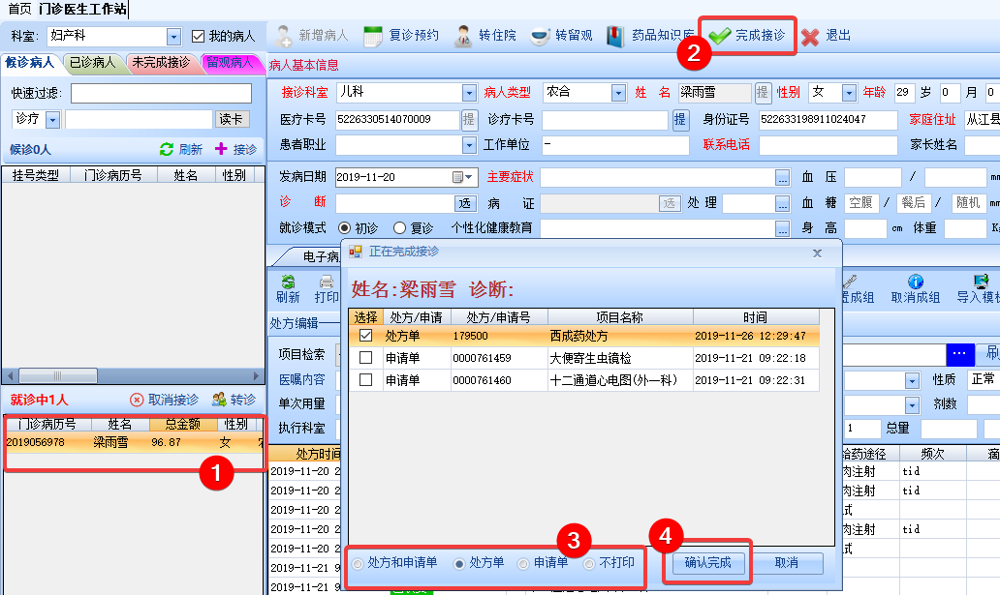 首页 门诊医生工作站
科室: 妇产科 我的病人 新增病人 复诊预约 转住院 转留观 药品知识库 2 完成接诊 退出
候诊病人 已诊病人 未完成接诊 留观病人 病人基本信息
快速过滤: 接诊科室 儿科 病人类型 农合 姓 名 梁雨雪 提 性别 女 年龄 29 岁 0 月 0
诊疗 读卡 医疗卡号 5226330514070009 提 诊疗卡号 提 身份证号 522633198911024047 家庭住址 从江县
候诊0人 刷新 接诊 患者职业 工作单位 - 联系电话 家长姓名
挂号类型 门诊病历号 姓名 性别 发病日期 2019-11-20 主要症状 ... 血 压 / mm
诊 断 选 病 证 选 处 理 ... 血 糖 空腹 / 餐后 / 随机 mm
就诊模式 初诊 复诊 个性化健康教育 ... 身 高 cm 体重 K
电子病 正在完成接诊 x
刷新 打印 姓名:梁雨雪 诊断: 置成组 取消成组 导入模板
处方编辑 选择 处方/申请 处方/申请号 项目名称 时间
处方单 179500 西成药处方 2019-11-26 12:29:47
项目检索 申请单 0000761459 大便寄生虫镜检 2019-11-21 09:22:18 ... 刷
医嘱内容 申请单 0000761460 十二通道心电图(外一科) 2019-11-21 09:22:31 性质 正常
就诊中1人 取消接诊 转诊 单次用量 剂数
门诊病历号 姓名 总金额 性别 执行科室 1 总量
2019056978 梁雨雪 96.87 女 处方时间 给药途径 频次 滴
1 2019-11-20 2 肉注射 tid
2019-11-20 2 肉注射 tid
2019-11-20 2 试
2019-11-20 2 肉注射 tid
2019-11-20 2 试
3 4
处方和申请单 处方单 申请单 不打印 确认完成 取消
2019-11-21 9
2019-11-21 9